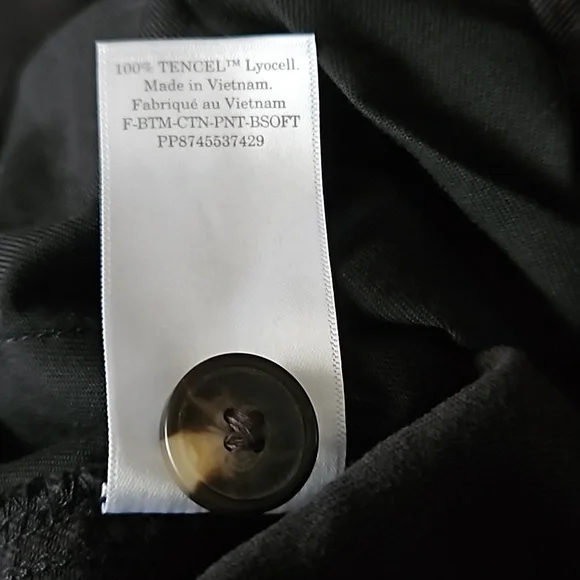 100% TENCEL™ Lyocell.
Made in Vietnam.
Fabriqué au Vietnam
F-BTM-CTN-PNT-BSOFT
PP8745537429